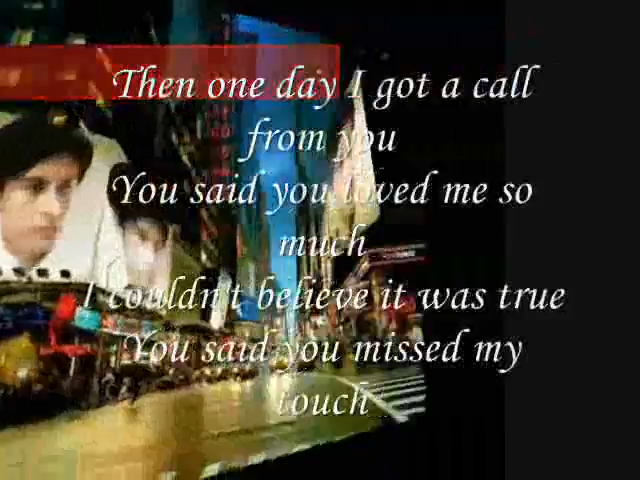 Then one day I got a call
from you
You said you loved me so
much
I couldn't believe it was true
You said you missed my
touch